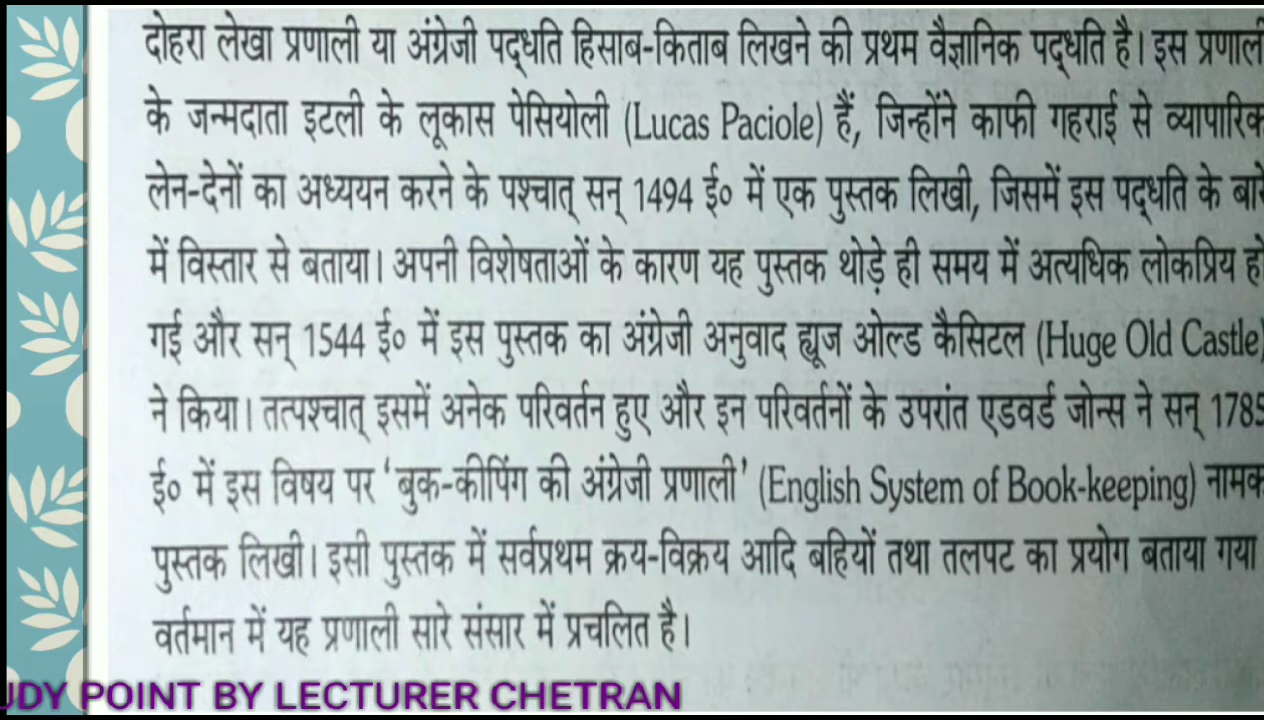 दोहरा लेखा प्रणाली या अंग्रेजी पद्धति हिसाब-किताब लिखने की प्रथम वैज्ञानिक पद्धति है। इस प्रणाली
के जन्मदाता इटली के लूकास पेसियोली (Lucas Paciole) हैं, जिन्होंने काफी गहराई से व्यापारिक
लेन-देनों का अध्ययन करने के पश्चात् सन् 1494 ई० में एक पुस्तक लिखी, जिसमें इस पद्धति के बारे
में विस्तार से बताया। अपनी विशेषताओं के कारण यह पुस्तक थोड़े ही समय में अत्यधिक लोकप्रिय हो
गई और सन् 1544 ई० में इस पुस्तक का अंग्रेजी अनुवाद ह्यूज ओल्ड कैसिटल (Huge Old Castle)
ने किया। तत्पश्चात् इसमें अनेक परिवर्तन हुए और इन परिवर्तनों के उपरांत एडवर्ड जोन्स ने सन् 1785
ई० में इस विषय पर 'बुक-कीपिंग की अंग्रेजी प्रणाली' (English System of Book-keeping) नामक
पुस्तक लिखी। इसी पुस्तक में सर्वप्रथम क्रय-विक्रय आदि बहियों तथा तलपट का प्रयोग बताया गया
वर्तमान में यह प्रणाली सारे संसार में प्रचलित है।
UDY POINT BY LECTURER CHETRAN